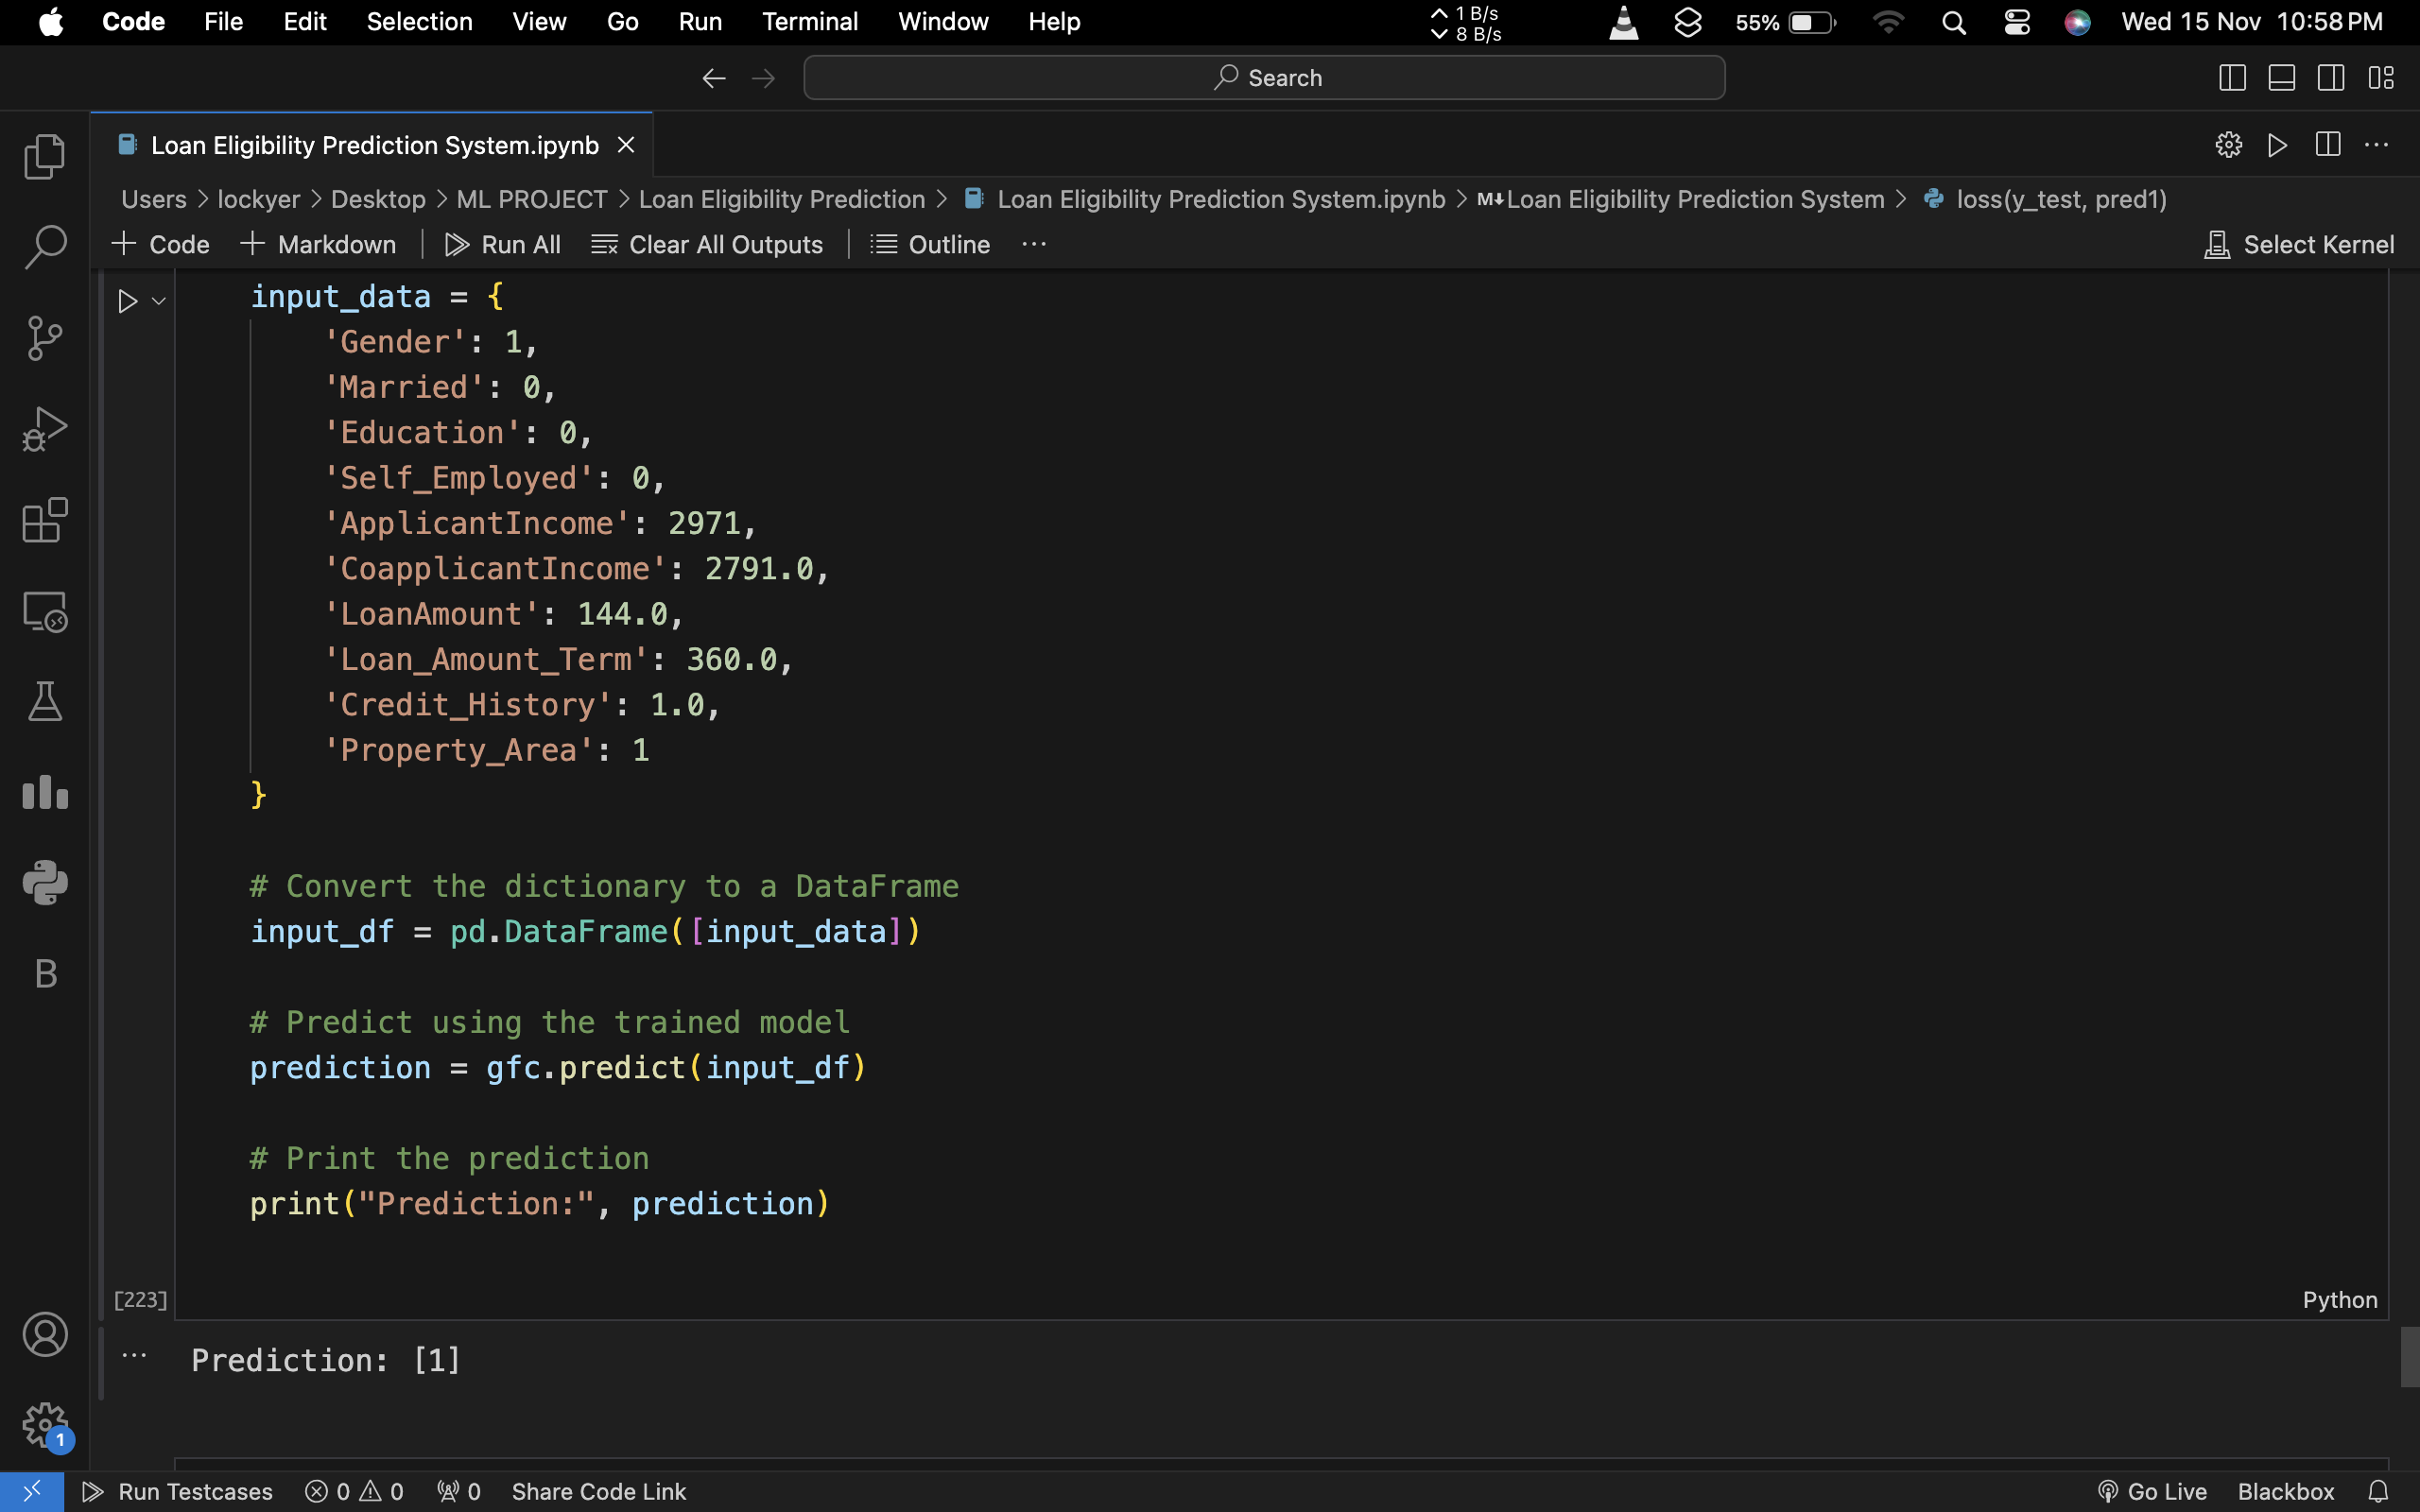 Code File Edit Selection View Go Run Terminal Window Help 1 B/s 8 B/s 55% Wed 15 Nov 10:58 PM
Search
Loan Eligibility Prediction System.ipynb
Users > lockyer > Desktop > ML PROJECT > Loan Eligibility Prediction > Loan Eligibility Prediction System.ipynb > M↓Loan Eligibility Prediction System > loss(y_test, pred1)
+ Code + Markdown Run All Clear All Outputs Outline ... Select Kernel
input_data = {
'Gender': 1,
'Married': 0,
'Education': 0,
'Self_Employed': 0,
'ApplicantIncome': 2971,
'CoapplicantIncome': 2791.0,
'LoanAmount': 144.0,
'Loan_Amount_Term': 360.0,
'Credit_History': 1.0,
'Property_Area': 1
}
# Convert the dictionary to a DataFrame
input_df = pd.DataFrame([input_data])
# Predict using the trained model
prediction = gfc.predict(input_df)
# Print the prediction
print("Prediction:", prediction)
[223] Python
... Prediction: [1]
B
1
Run Testcases 0 0 0 Share Code Link Go Live Blackbox